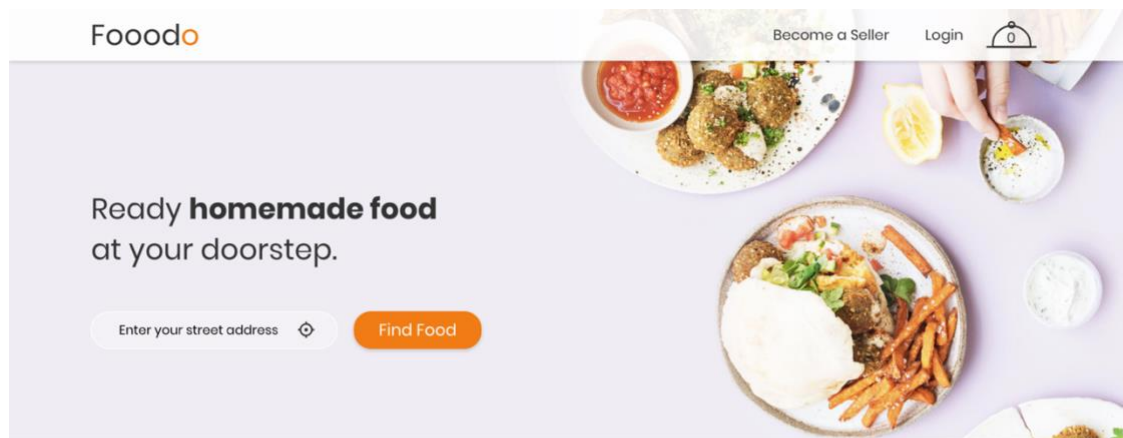 Fooodo
Become a Seller
Login
0
Ready homemade food
at your doorstep.
Enter your street address
Find Food